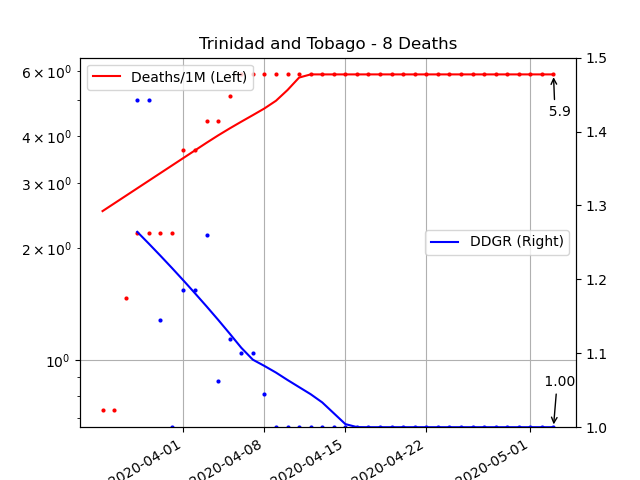 Trinidad and Tobago - 8 Deaths
Deaths/1M (Left)
DDGR (Right)
6 × 10⁰
4 × 10⁰
3 × 10⁰
2 × 10⁰
10⁰
1.5
1.4
1.3
1.2
1.1
1.0
5.9
1.00
2020-04-01
2020-04-08
2020-04-15
2020-04-22
2020-05-01